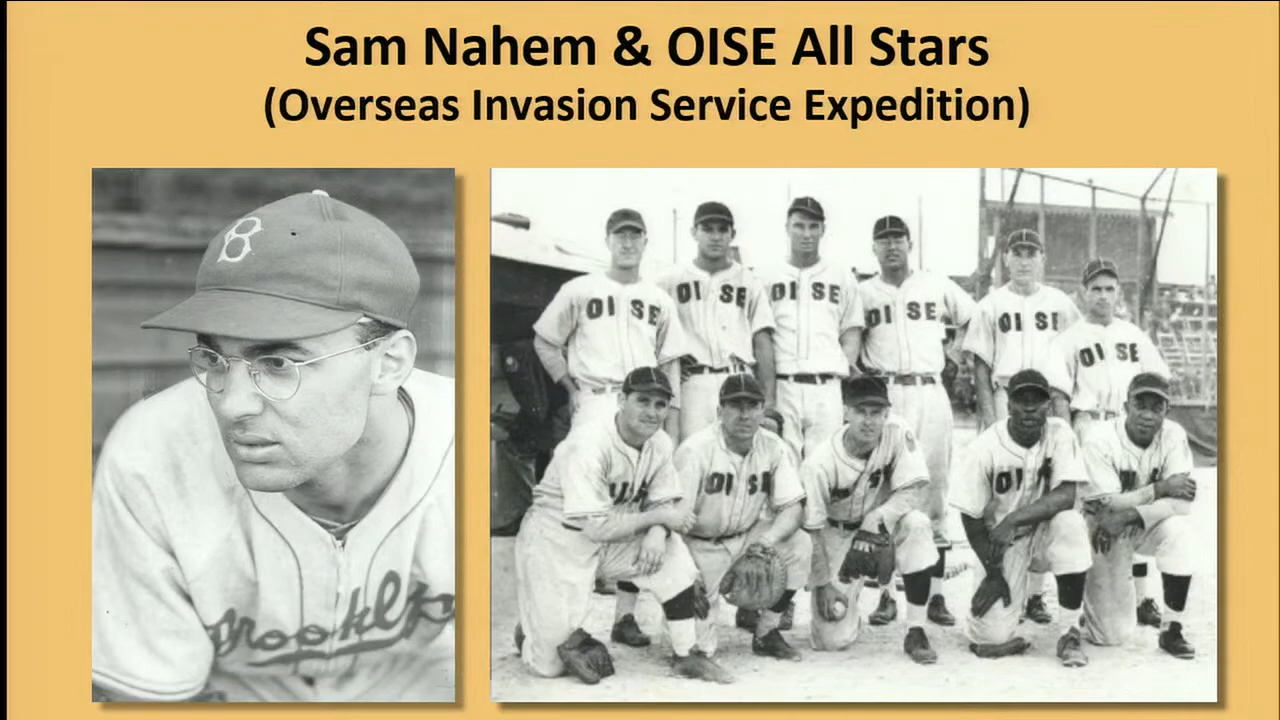 Sam Nahem & OISE All Stars
(Overseas Invasion Service Expedition)
B
Brooklyn
OISE
OISE
OISE
OISE
OISE
OISE
OISE